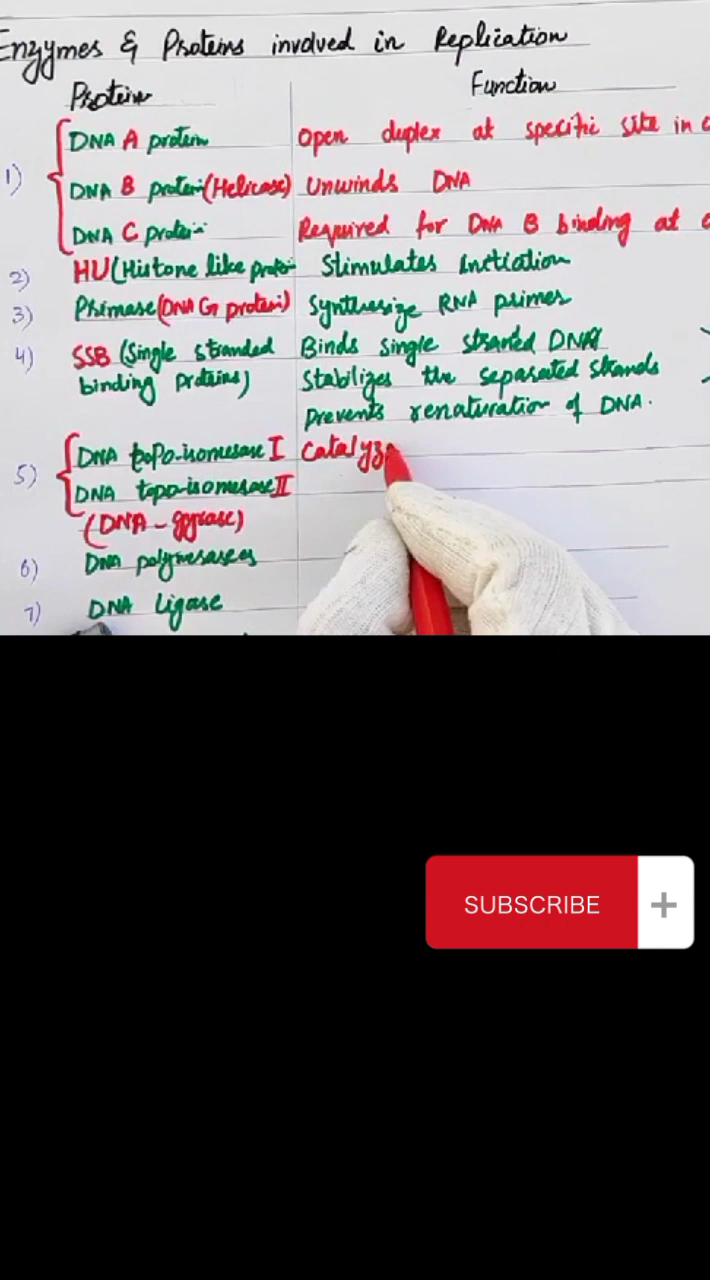 Enzymes & Proteins involved in Replication
Protein Function
1) DNA A protein Open duplex at specific site in
DNA B protein (Helicase) Unwinds DNA
DNA C protein Required for DNA B binding at
2) HU (Histone like protein Stimulates initiation
3) Primase (DNA G protein) Synthesize RNA primers
4) SSB (Single stranded Binds single stranded DNA
binding proteins) Stabilizes the separated strands
Prevents renaturation of DNA.
5) DNA topo-isomerase I Catalyze
DNA topo-isomerase II
(DNA - gyrase)
6) DNA polymerases
7) DNA ligase
SUBSCRIBE +